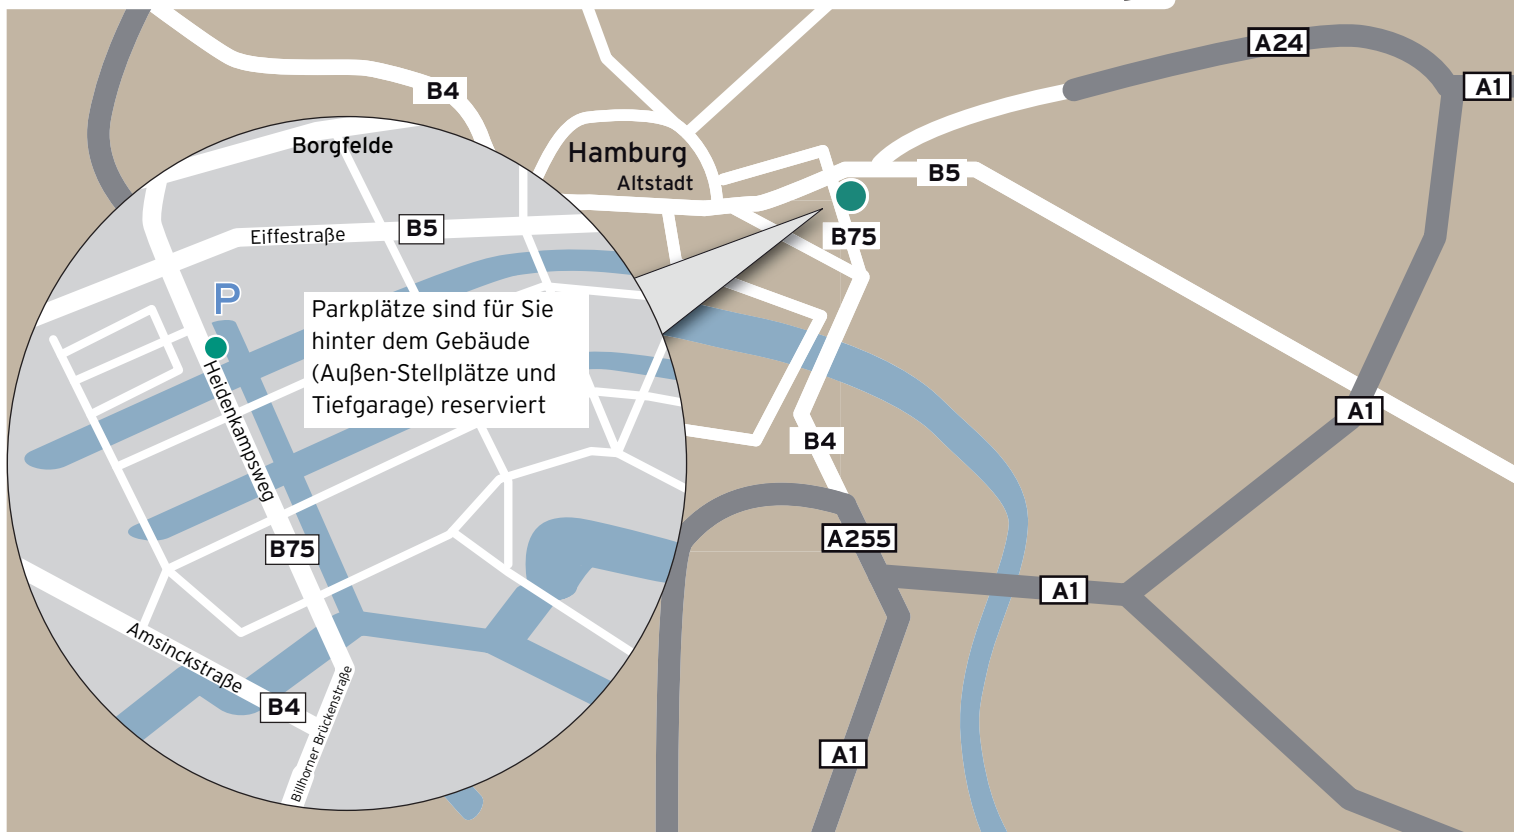 A24
A1
B4
Borgfelde
Hamburg
Altstadt
B5
Eiffestraße
B5
B75
P
Parkplätze sind für Sie
hinter dem Gebäude
(Außen-Stellplätze und
Tiefgarage) reserviert
Heidenkampsweg
A1
B4
A255
B75
A1
Amsinckstraße
B4
Billhorner Brückenstraße
A1